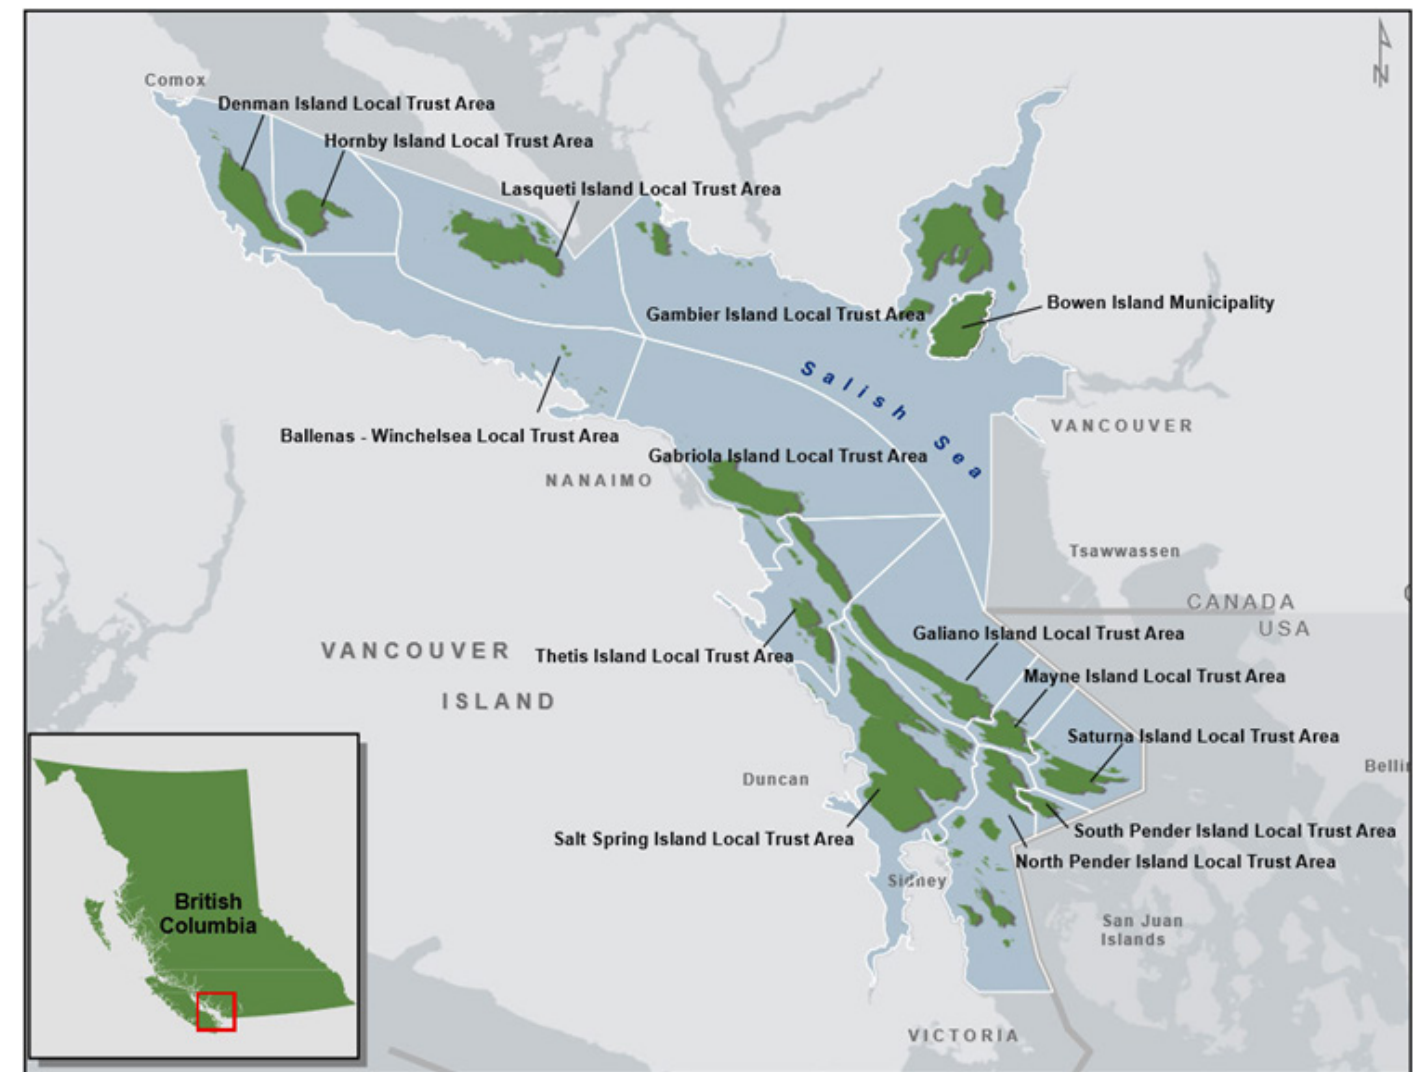 N
Comox
Denman Island Local Trust Area
Hornby Island Local Trust Area
Lasqueti Island Local Trust Area
Gambier Island Local Trust Area
Bowen Island Municipality
Salish Sea
VANCOUVER
Ballenas - Winchelsea Local Trust Area
Gabriola Island Local Trust Area
NANAIMO
Tsawwassen
CANADA
USA
Galiano Island Local Trust Area
VANCOUVER
ISLAND
Thetis Island Local Trust Area
Mayne Island Local Trust Area
Saturna Island Local Trust Area
Duncan
Salt Spring Island Local Trust Area
South Pender Island Local Trust Area
North Pender Island Local Trust Area
Sidney
San Juan
Islands
British
Columbia
VICTORIA